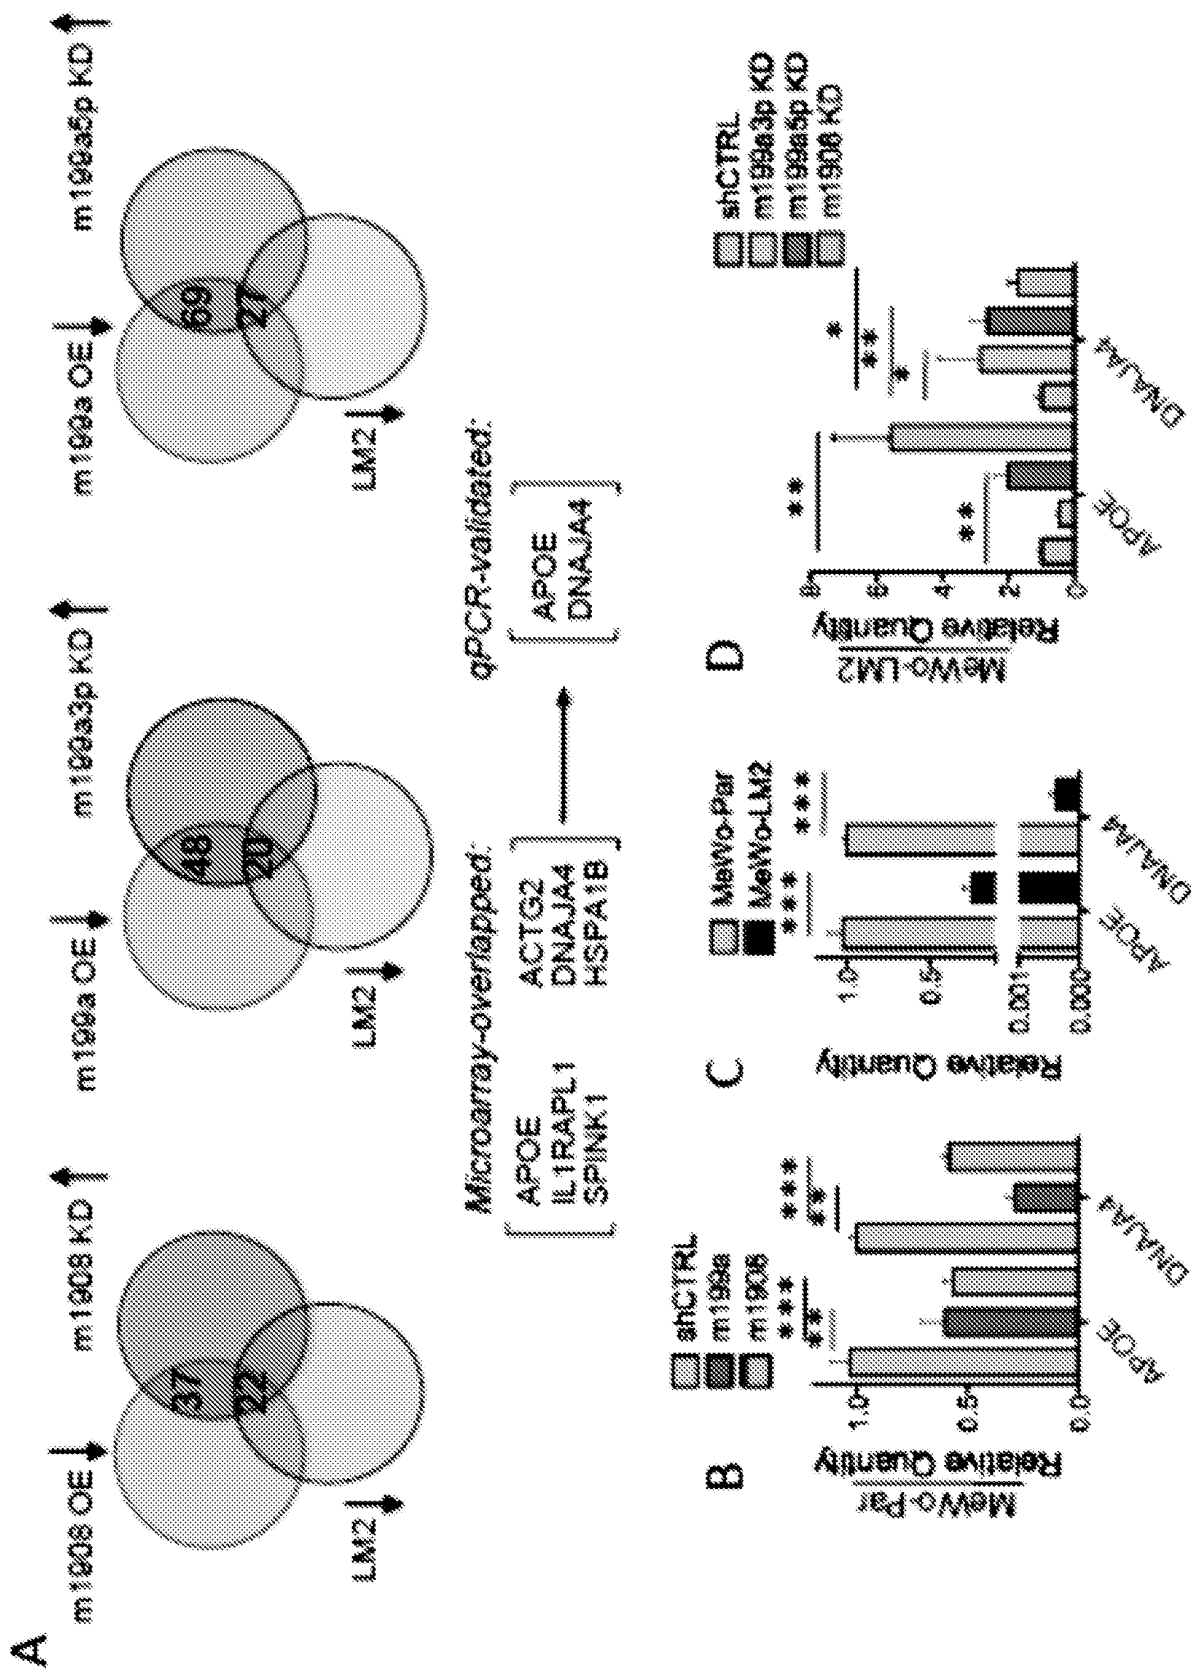 A
m1908 OE
m1908 KD
37
22
LM2
m199a OE
m199a3p KD
48
20
LM2
m199a OE
m199a5p KD
69
27
LM2
Microarray-overlapped:
APOE
IL1RAPL1
SPINK1
ACTG2
DNAJA4
HSPA1B
qPCR-validated:
APOE
DNAJA4
B
shCTRL
m199a
m1908
MeWo-Par
Relative Quantity
1.0
0.5
0.0
*** 
**
***
**
APOE
DNAJA4
C
MeWo-Par
MeWo-LM2
Relative Quantity
1.0
0.5
0.001
0.000
***
***
APOE
DNAJA4
D
shCTRL
m199a3p KD
m199a5p KD
m1908 KD
MeWo-LM2
Relative Quantity
8
6
4
2
0
**
**
*
**
*
APOE
DNAJA4